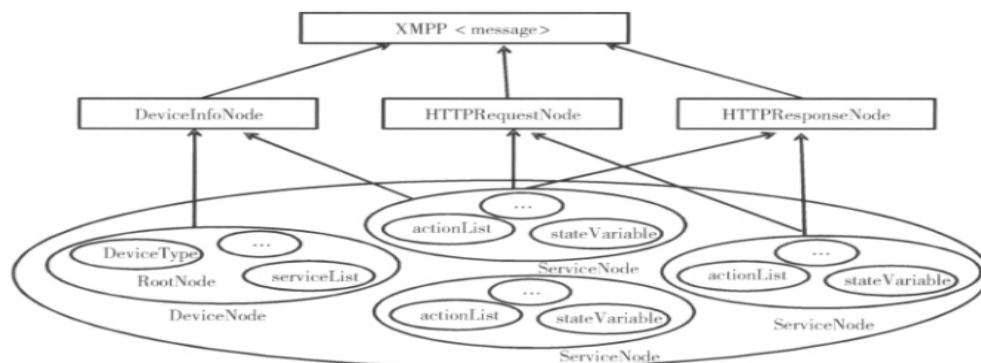 XMPP < message>
DeviceInfoNode HTTPRequestNode HTTPResponseNode
...
actionList stateVariable
ServiceNode
DeviceType ...
serviceList
RootNode
DeviceNode
...
actionList stateVariable
ServiceNode
...
actionList stateVariable
ServiceNode